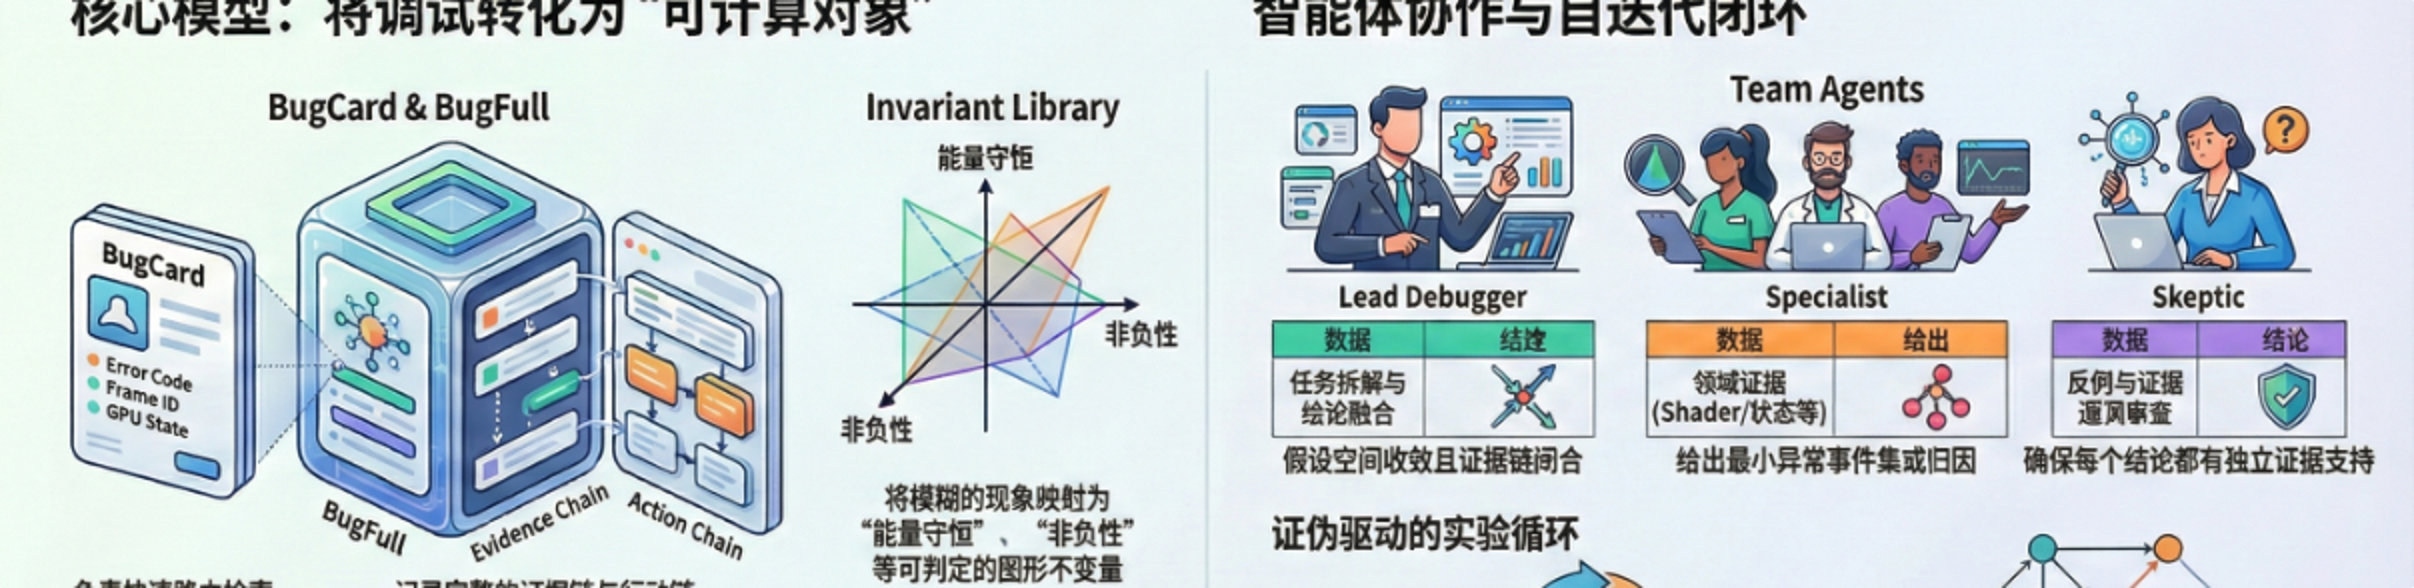 核心模型：将调试转化为“可计算对象”
BugCard & BugFull
BugCard
Error Code
Frame ID
GPU State
BugFull
Evidence Chain
Action Chain
Invariant Library
能量守恒
非负性
非负性
将模糊的现象映射为
“能量守恒”、“非负性”
等可判定的图形不变量
智能体协作与自迭代闭环
Team Agents
Lead Debugger
数据
任务拆解与
绘论融合
假设空间收敛且证据链闭合
Specialist
数据 给出
领域证据
(Shader/状态等)
给出最小异常事件集或归因
Skeptic
?
数据 结论
反例与证据
确保每个结论都有独立证据支持
证伪驱动的实验循环